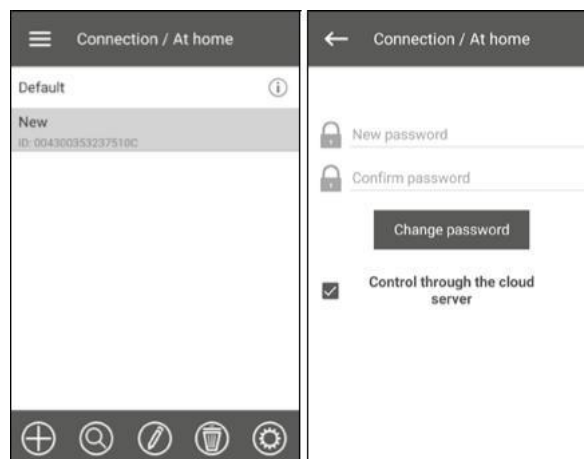 Connection / At home
Default
New
ID: 004300353237510C
Connection / At home
New password
Confirm password
Change password
Control through the cloud
server